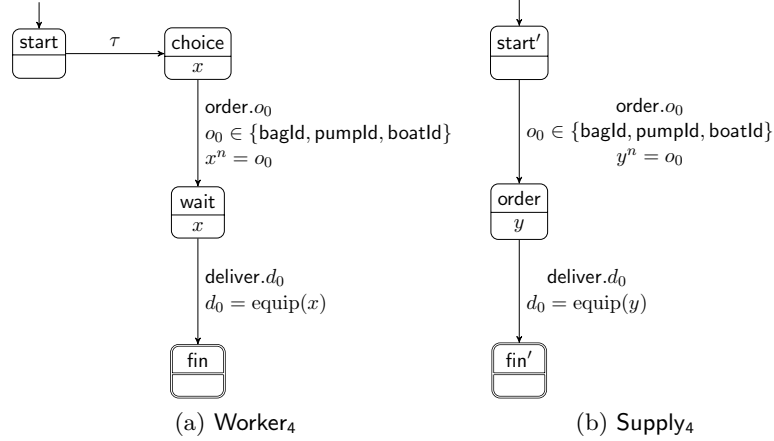 start
τ
choice
x
order.o₀
o₀ ∈ {bagId, pumpId, boatId}
xⁿ = o₀
wait
x
deliver.d₀
d₀ = equip(x)
fin
(a) Worker₄
start′
order.o₀
o₀ ∈ {bagId, pumpId, boatId}
yⁿ = o₀
order
y
deliver.d₀
d₀ = equip(y)
fin′
(b) Supply₄